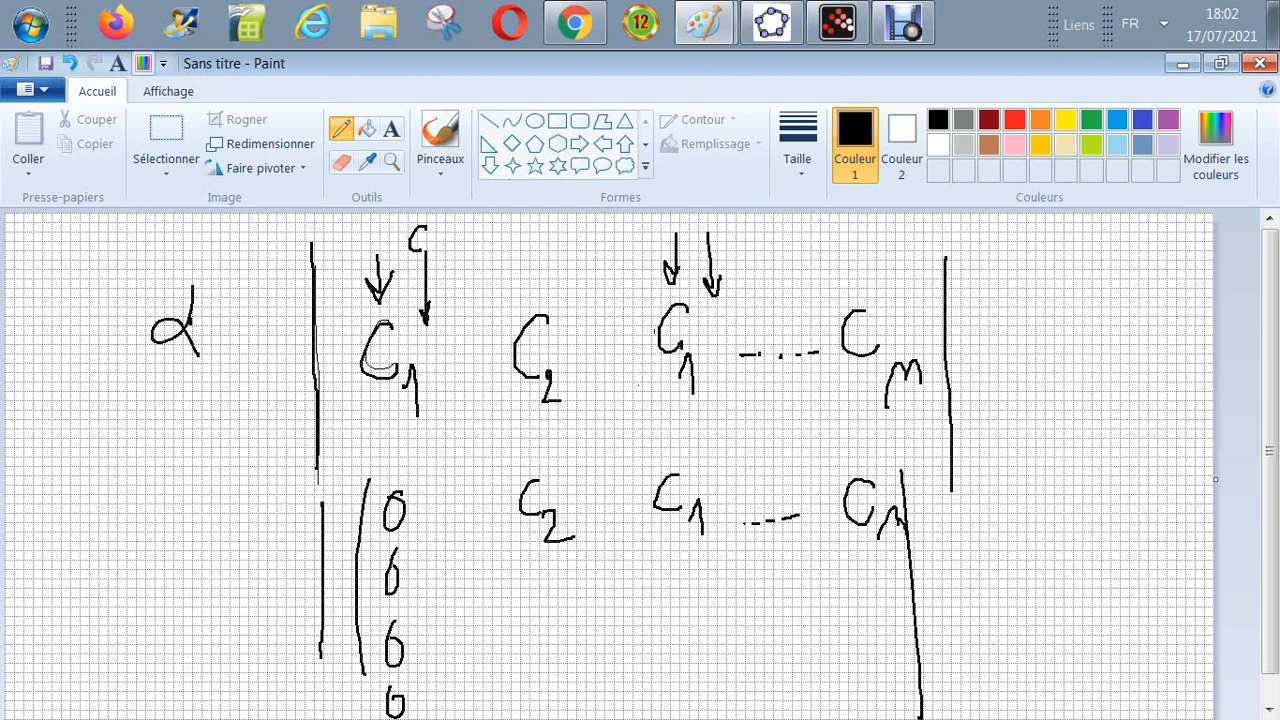 12
Liens
FR
18:02
17/07/2021
Sans titre - Paint
Accueil
Affichage
Coller
Couper
Copier
Presse-papiers
Sélectionner
Rogner
Redimensionner
Faire pivoter
Image
Outils
Pinceaux
Formes
Contour
Remplissage
Taille
Couleur 1
Couleur 2
Modifier les couleurs
Couleurs
C
α | C₁ C₂ C₁ ----- Cₙ |
| 0 C₂ C₁ ---- Cₙ |
0
0
0